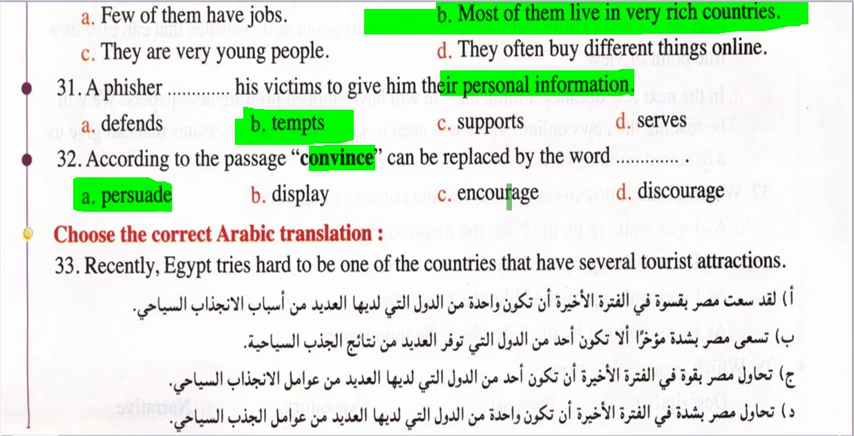 a. Few of them have jobs. b. Most of them live in very rich countries.
c. They are very young people. d. They often buy different things online.
31. A phisher ............ his victims to give him their personal information.
a. defends b. tempts c. supports d. serves
32. According to the passage “convince” can be replaced by the word ............ .
a. persuade b. display c. encourage d. discourage
Choose the correct Arabic translation :
33. Recently, Egypt tries hard to be one of the countries that have several tourist attractions.
أ) لقد سعت مصر بقسوة في الفترة الأخيرة أن تكون واحدة من الدول التي لديها العديد من أسباب الانجذاب السياحي.
ب) تسعى مصر بشدة مؤخرًا ألا تكون أحد من الدول التي توفر العديد من نتائج الجذب السياحية.
ج) تحاول مصر بقوة في الفترة الأخيرة أن تكون أحد من الدول التي لديها العديد من عوامل الانجذاب السياحي.
د) تحاول مصر بشدة في الفترة الأخيرة أن تكون واحدة من الدول التي لديها العديد من عوامل الجذب السياحي.